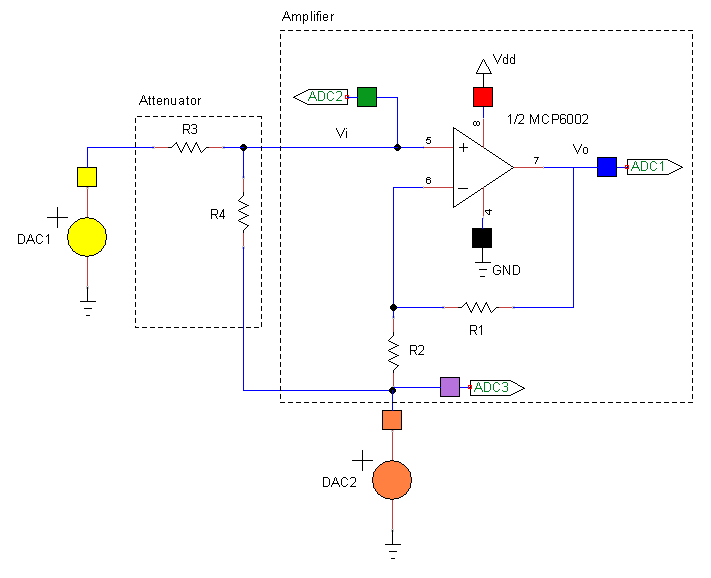 Amplifier
Vdd
ADC2
Attenuator
8
1/2 MCP6002
R3
Vi
5
+
Vo
7
ADC1
6
−
R4
4
+
DAC1
GND
R1
R2
ADC3
+
DAC2